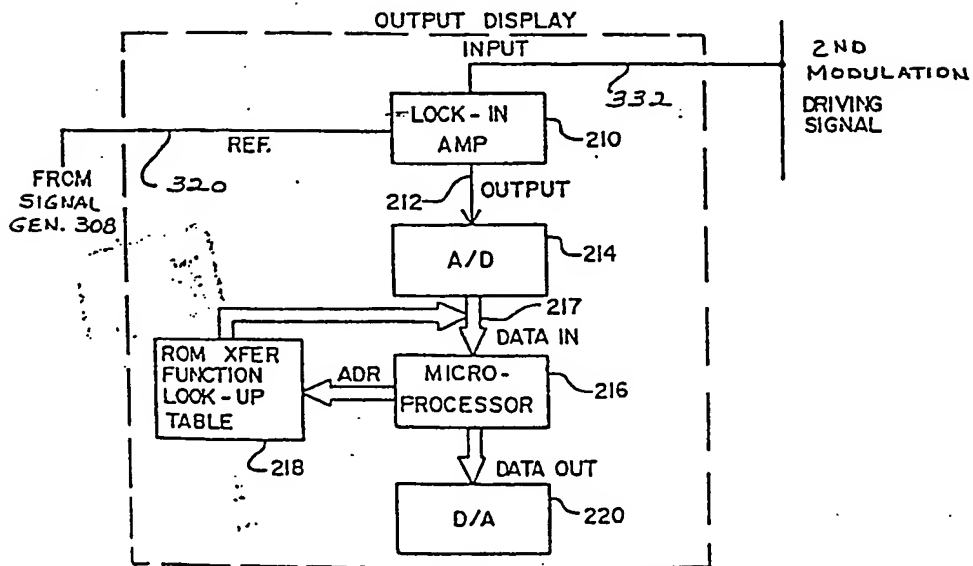 OUTPUT DISPLAY
INPUT
2ND
MODULATION
DRIVING
SIGNAL
332
LOCK-IN
AMP
210
REF.
320
FROM
SIGNAL
GEN. 308
212
OUTPUT
A/D
214
217
DATA IN
ROM XFER
FUNCTION
LOOK-UP
TABLE
ADR
MICRO-
PROCESSOR
216
218
DATA OUT
D/A
220